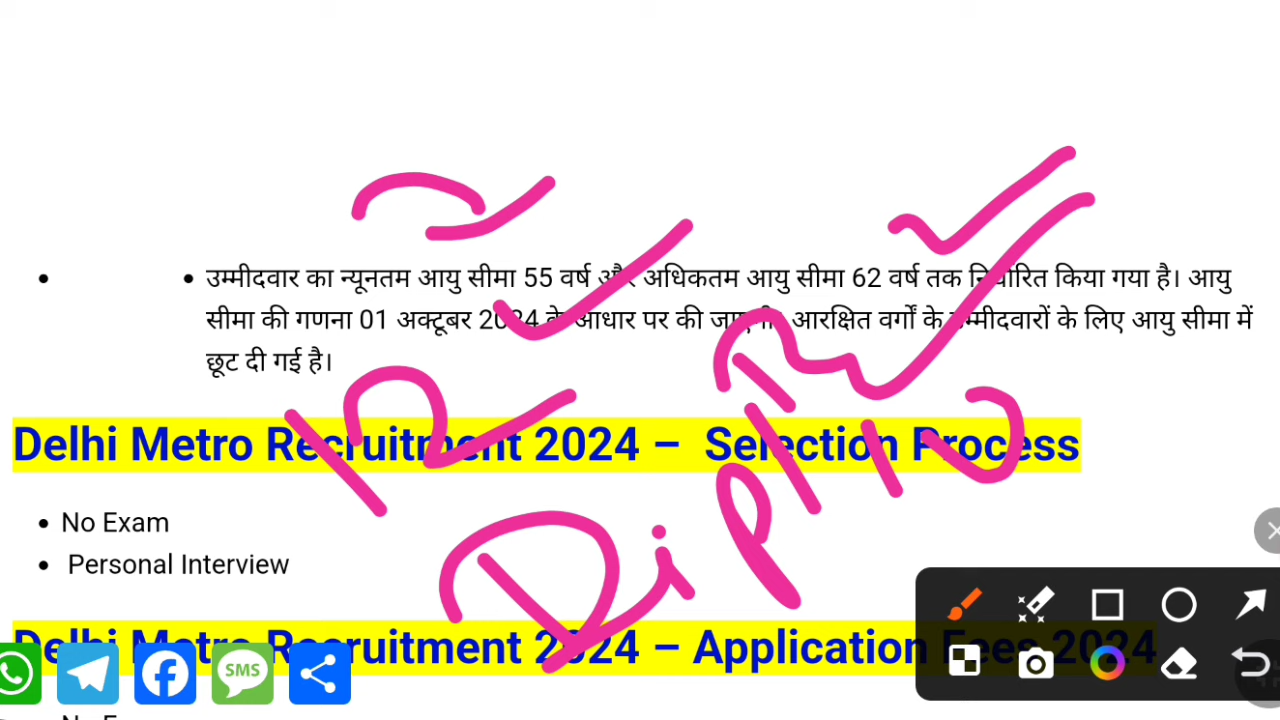 उम्मीदवार का न्यूनतम आयु सीमा 55 वर्ष और अधिकतम आयु सीमा 62 वर्ष तक निर्धारित किया गया है। आयु
सीमा की गणना 01 अक्टूबर 2024 के आधार पर की जाएगी। आरक्षित वर्गों के उम्मीदवारों के लिए आयु सीमा में
छूट दी गई है।
12
Delhi Metro Recruitment 2024 – Selection Process
No Exam
Personal Interview
Delhi Metro Recruitment 2024 – Application Fees 2024
SMS